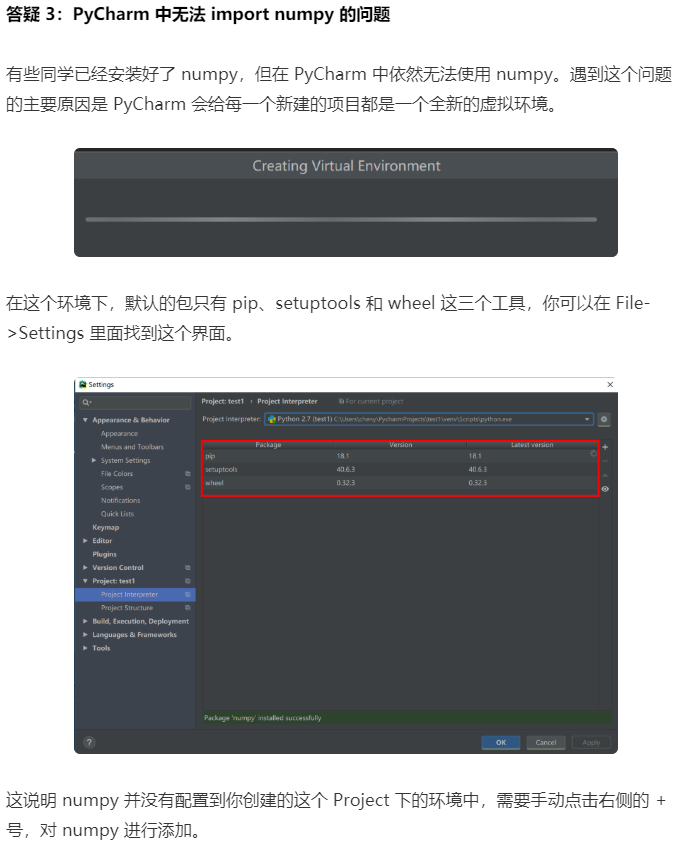 答疑 3：PyCharm 中无法 import numpy 的问题
有些同学已经安装好了 numpy，但在 PyCharm 中依然无法使用 numpy。遇到这个问题
的主要原因是 PyCharm 会给每一个新建的项目都是一个全新的虚拟环境。
Creating Virtual Environment
在这个环境下，默认的包只有 pip、setuptools 和 wheel 这三个工具，你可以在 File-
>Settings 里面找到这个界面。
Settings
Project: test1 › Project Interpreter For current project
Project Interpreter: Python 2.7 (test1) C:\Users\cheny\PycharmProjects\test1\venv\Scripts\python.exe
Appearance & Behavior
Appearance
Menus and Toolbars
System Settings
File Colors
Scopes
Notifications
Quick Lists
Keymap
Editor
Plugins
Version Control
Project: test1
Project Interpreter
Project Structure
Build, Execution, Deployment
Languages & Frameworks
Tools
Package Version Latest version
pip 18.1 18.1
setuptools 40.6.3 40.6.3
wheel 0.32.3 0.32.3
Package 'numpy' installed successfully
? OK Cancel Apply
这说明 numpy 并没有配置到你创建的这个 Project 下的环境中，需要手动点击右侧的 +
号，对 numpy 进行添加。